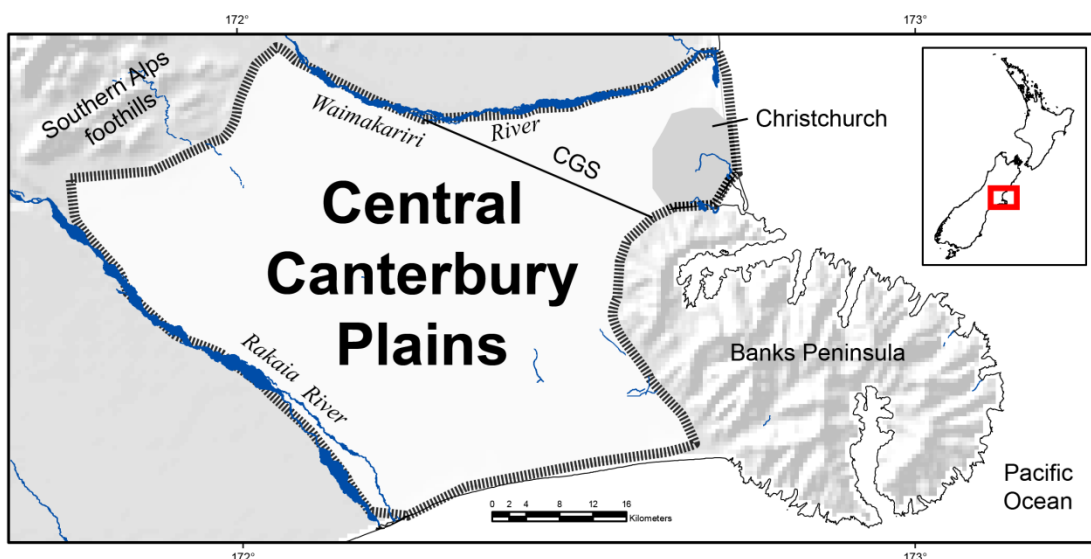 172°
173°
Southern Alps
foothills
Waimakariri
River
Christchurch
CGS
Central
Canterbury
Plains
Rakaia River
Banks Peninsula
Pacific
Ocean
0 2 4 8 12 16
Kilometers
172°
173°